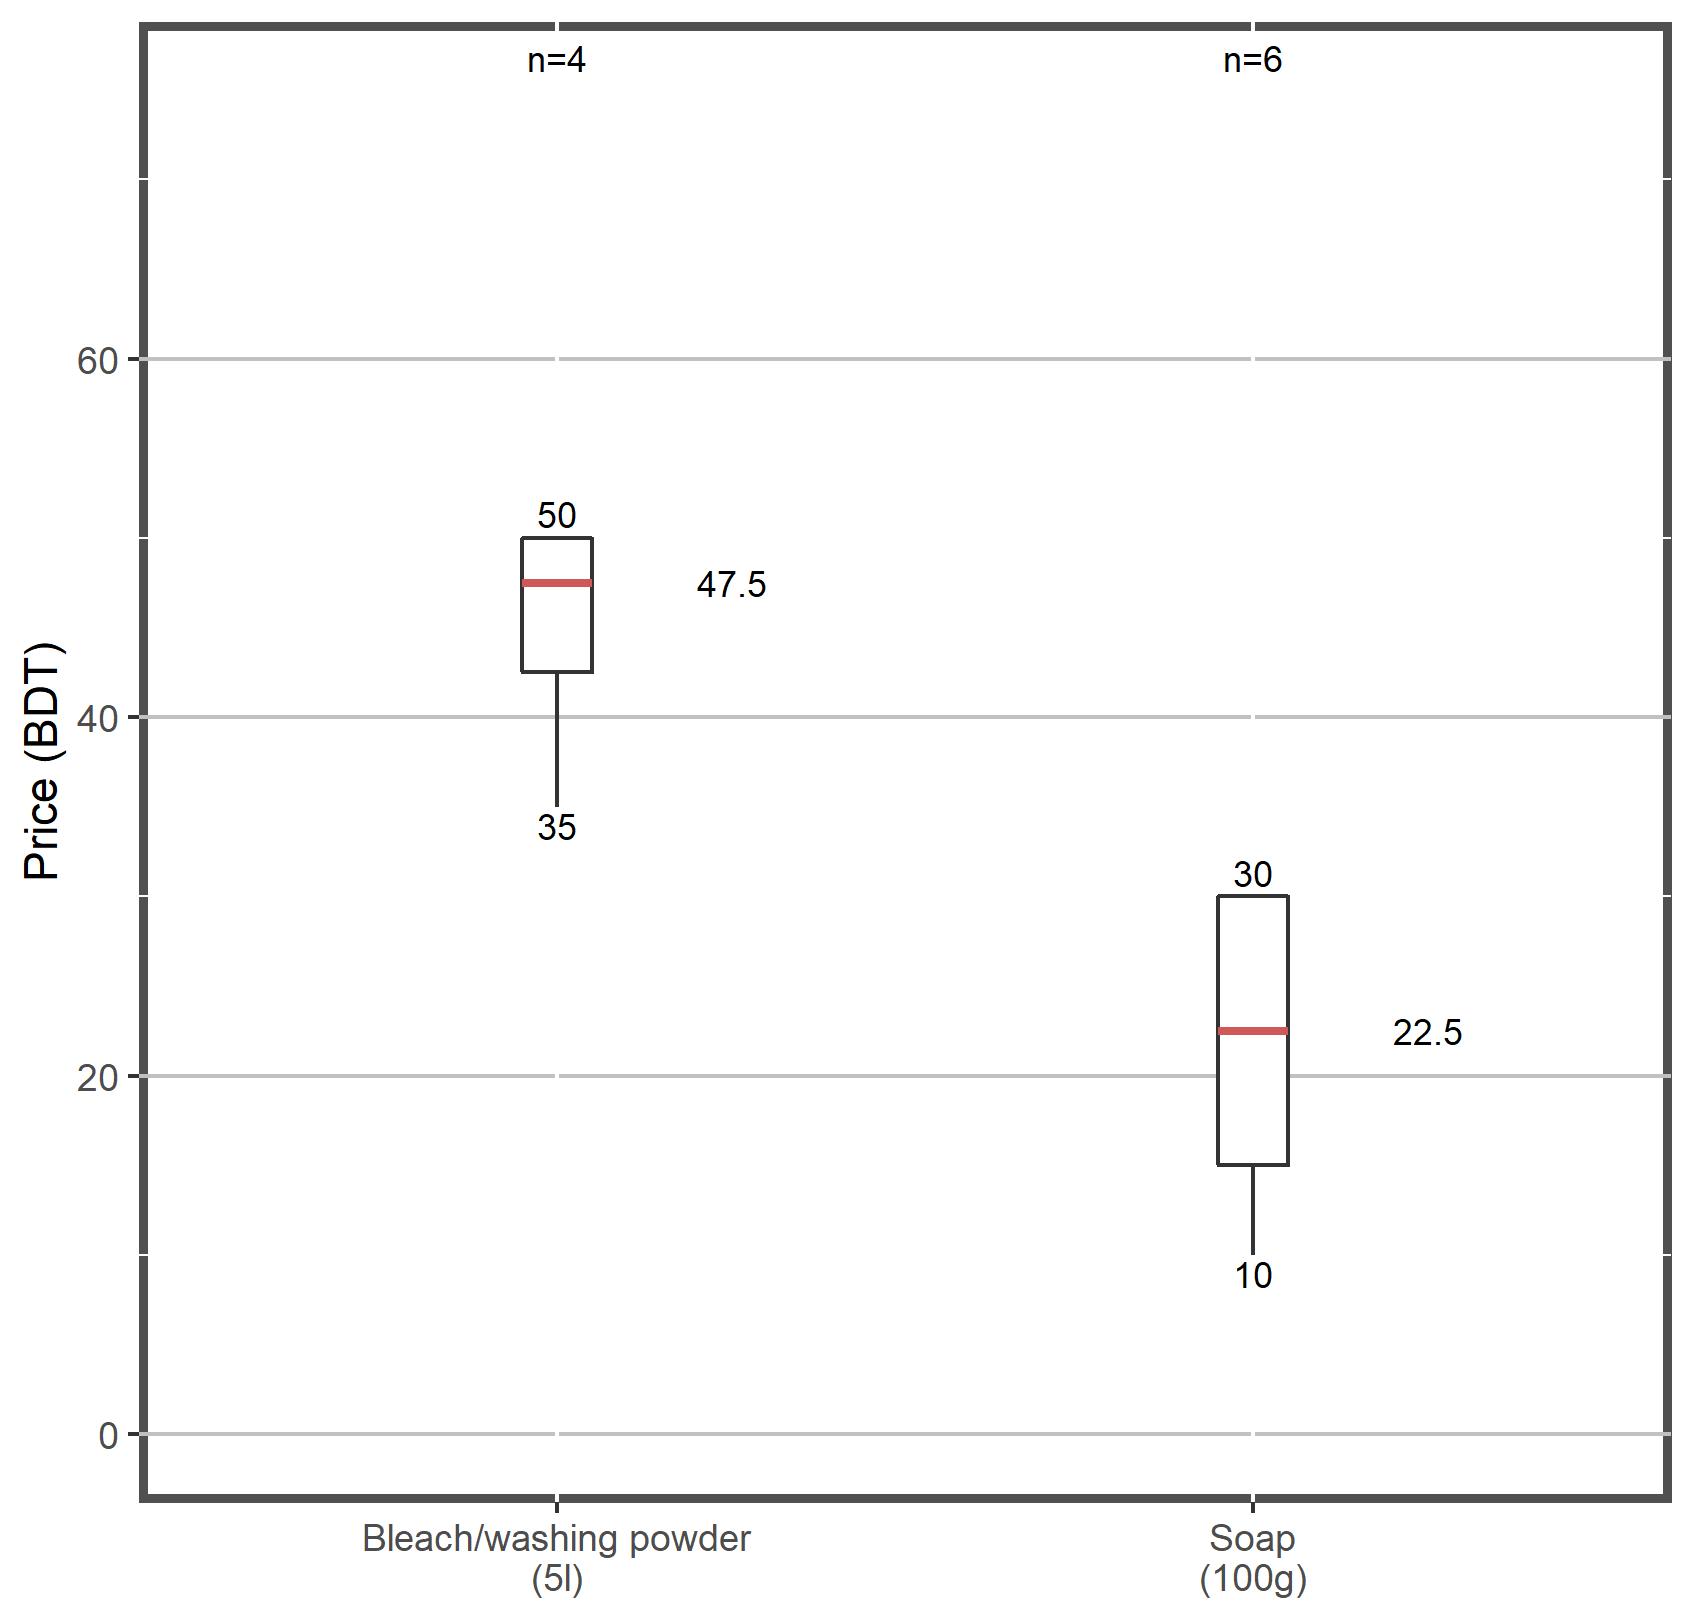 n=4
n=6
60
50
47.5
Price (BDT)
40
35
30
22.5
20
10
0
Bleach/washing powder
(5l)
Soap
(100g)